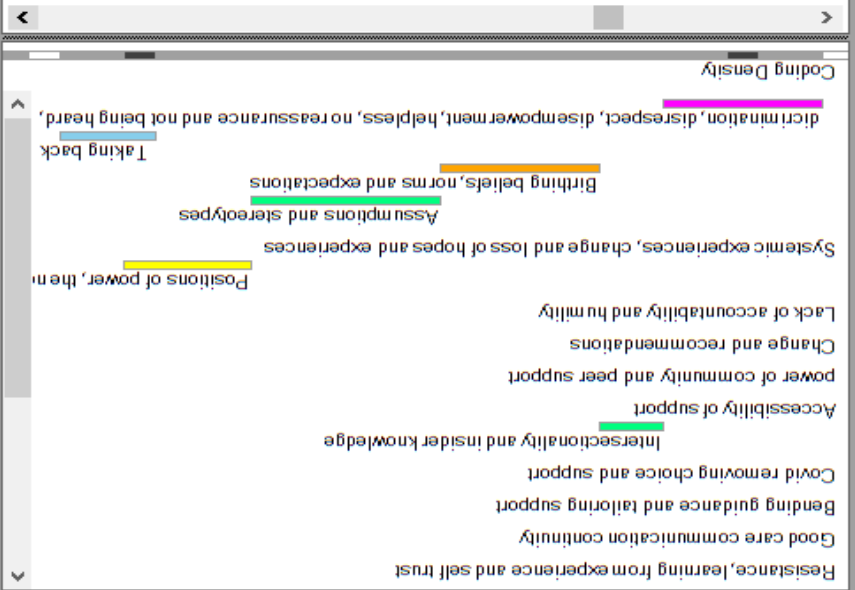 Resistance, learning from experience and self trust
Good care communication continuity
Bending guidance and tailoring support
Covid removing choice and support
Intersectionality and insider knowledge
Accessibility of support
power of community and peer support
Change and recommendations
Lack of accountability and humility
Positions of power, the
Systemic experiences, change and loss of hopes and experiences
Assumptions and stereotypes
Birthing beliefs, norms and expectations
Taking back
dicrimination, disrespect, disempowerment, helpless, no reassurance and not being heard,
Coding Density